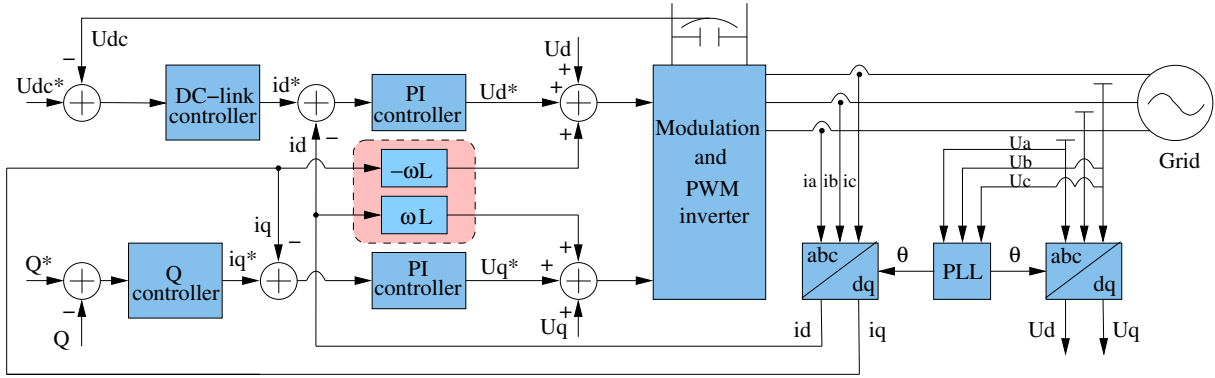 Udc
−
Udc*
DC−link
controller
id*
−
id
PI
controller
Ud*
Ud
+
+
+
Modulation
and
PWM
inverter
Grid
−ωL
ω L
iq
−
Q*
−
Q
Q
controller
iq*
PI
controller
Uq*
+
+
+
Uq
ia ib ic
Ua
Ub
Uc
abc
dq
θ
PLL
θ
abc
dq
id
iq
Ud
Uq